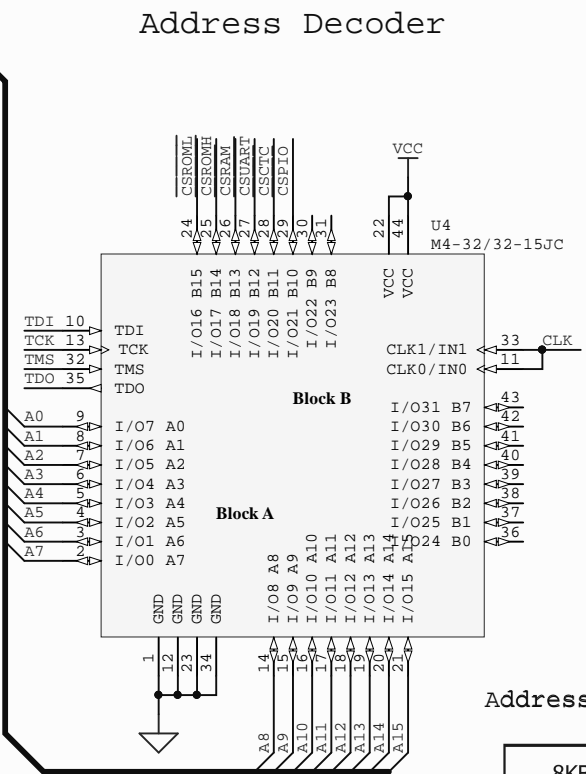 Address Decoder
CSROML
CSROMH
CSRAM
CSUART
CSCTC
CSPIO
VCC
24
25
26
27
28
29
30
31
22
44
U4
M4-32/32-15JC
I/O16 B15
I/O17 B14
I/O18 B13
I/O19 B12
I/O20 B11
I/O21 B10
I/O22 B9
I/O23 B8
VCC
VCC
TDI 10 TDI
TCK 13 TCK
TMS 32 TMS
TDO 35 TDO
CLK1/IN1 33 CLK
CLK0/IN0 11
Block B
A0 9 I/O7 A0
A1 8 I/O6 A1
A2 7 I/O5 A2
A3 6 I/O4 A3
A4 5 I/O3 A4
A5 4 I/O2 A5
A6 3 I/O1 A6
A7 2 I/O0 A7
I/O31 B7 43
I/O30 B6 42
I/O29 B5 41
I/O28 B4 40
I/O27 B3 39
I/O26 B2 38
I/O25 B1 37
I/O24 B0 36
Block A
GND
GND
GND
GND
I/O8 A8
I/O9 A9
I/O10 A10
I/O11 A11
I/O12 A12
I/O13 A13
I/O14 A14
I/O15 A15
1
12
23
34
14
15
16
17
18
19
20
21
A8
A9
A10
A11
A12
A13
A14
A15
Address